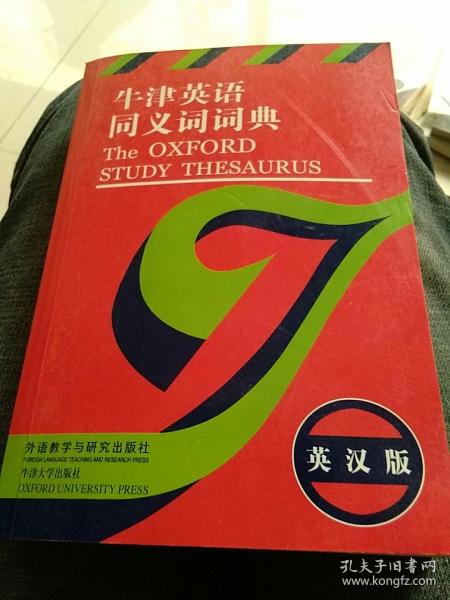 牛津英语
同义词词典
The OXFORD
STUDY THESAURUS
外语教学与研究出版社
FOREIGN LANGUAGE TEACHING AND RESEARCH PRESS
牛津大学出版社
OXFORD UNIVERSITY PRESS
英汉版
孔夫子旧书网
www.kongfz.com